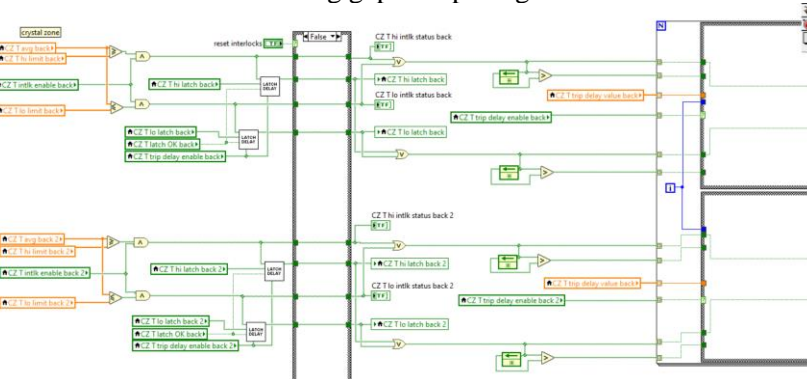 crystal zone
CZ T avg back
CZ T hi limit back
CZ T intlk enable back
CZ T lo limit back
reset interlocks
TF
CZ T hi latch back
LATCH DELAY
CZ T lo latch back
CZ T latch OK back
CZ T trip delay enable back
LATCH DELAY
False
CZ T hi intlk status back
TF
CZ T hi latch back
CZ T lo intlk status back
TF
CZ T lo latch back
CZ T trip delay value back
CZ T trip delay enable back
N
i
CZ T avg back 2
CZ T hi limit back 2
CZ T intlk enable back 2
CZ T lo limit back 2
CZ T hi latch back 2
LATCH DELAY
CZ T lo latch back 2
CZ T latch OK back
CZ T trip delay enable back 2
LATCH DELAY
CZ T hi intlk status back 2
TF
CZ T hi latch back 2
CZ T lo intlk status back 2
TF
CZ T lo latch back 2
CZ T trip delay value back
CZ T trip delay enable back 2